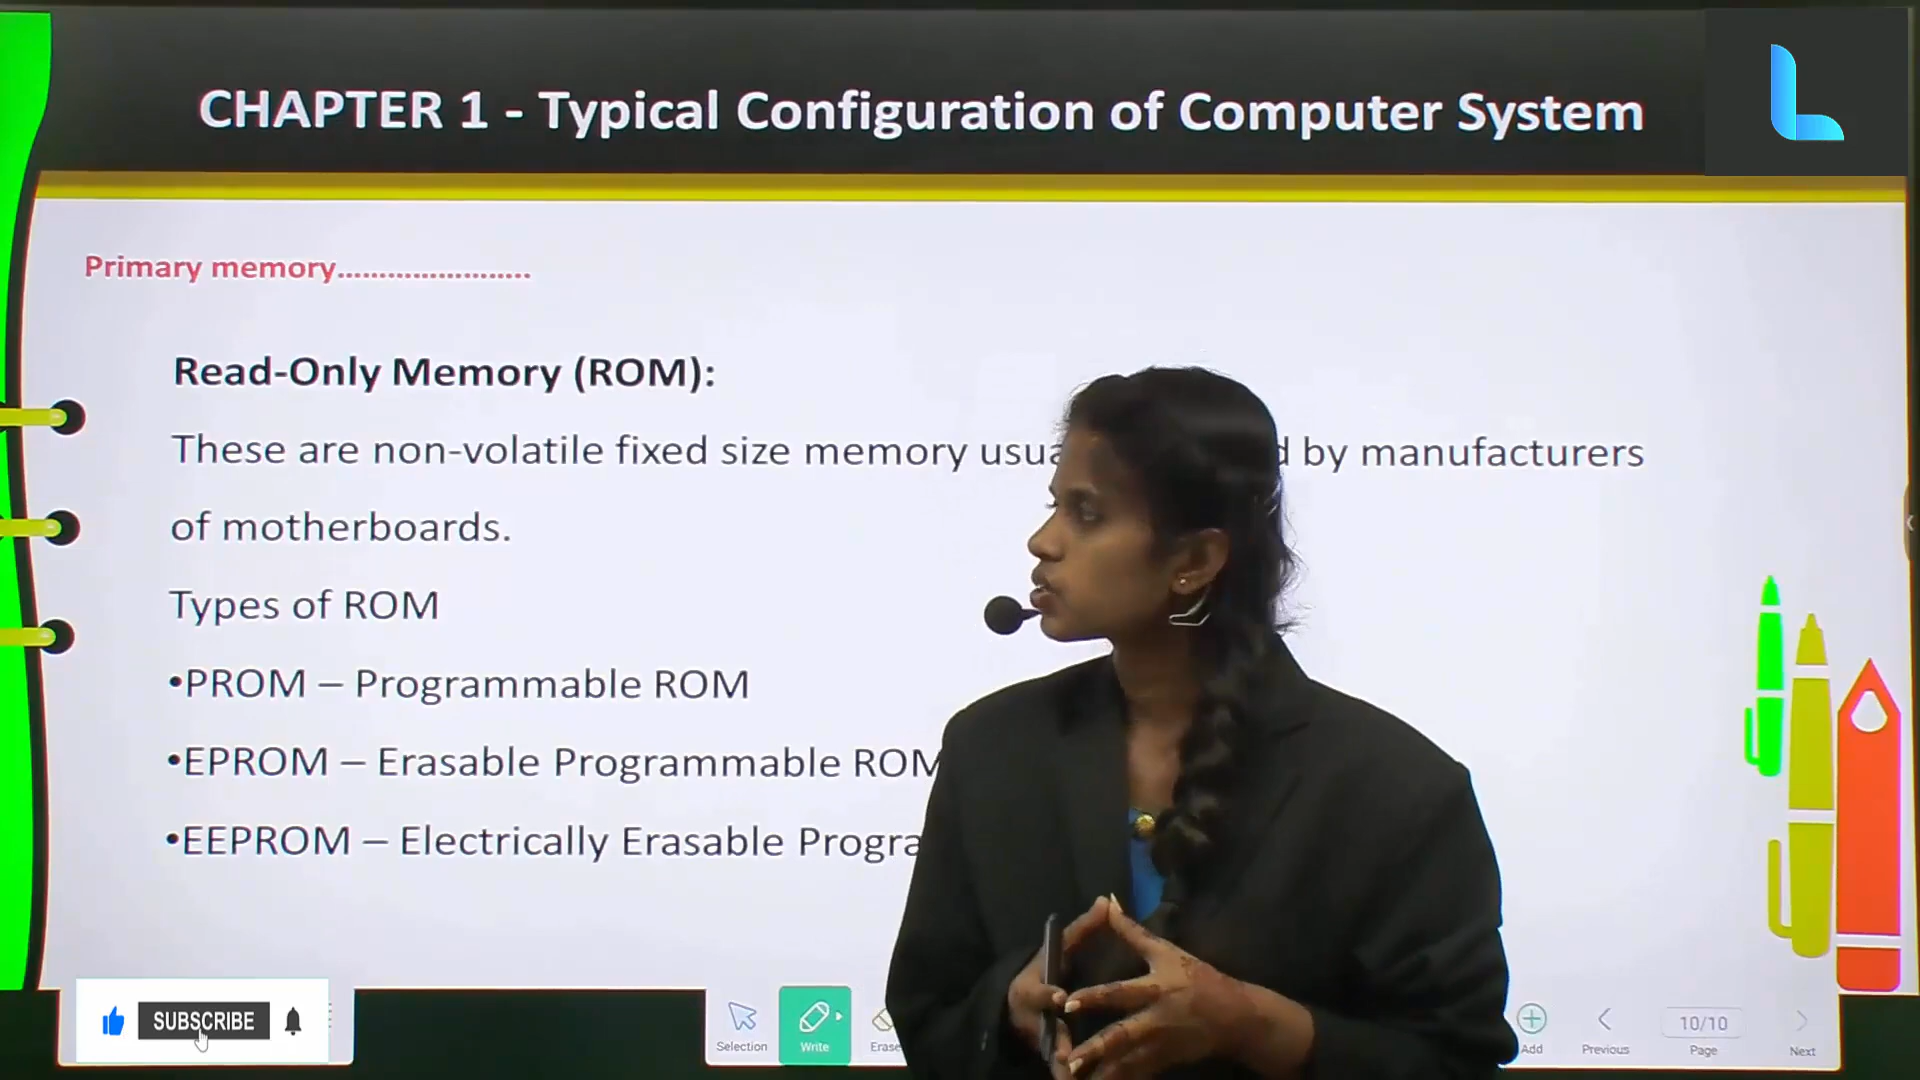 CHAPTER 1 - Typical Configuration of Computer System
Primary memory.......................
Read-Only Memory (ROM):
These are non-volatile fixed size memory by manufacturers
of motherboards.
Types of ROM
•PROM – Programmable ROM
•EPROM – Erasable Programmable ROM
•EEPROM – Electrically Erasable
SUBSCRIBE
Selection
Write
Erase
Add
Previous
10/10
Page
Next